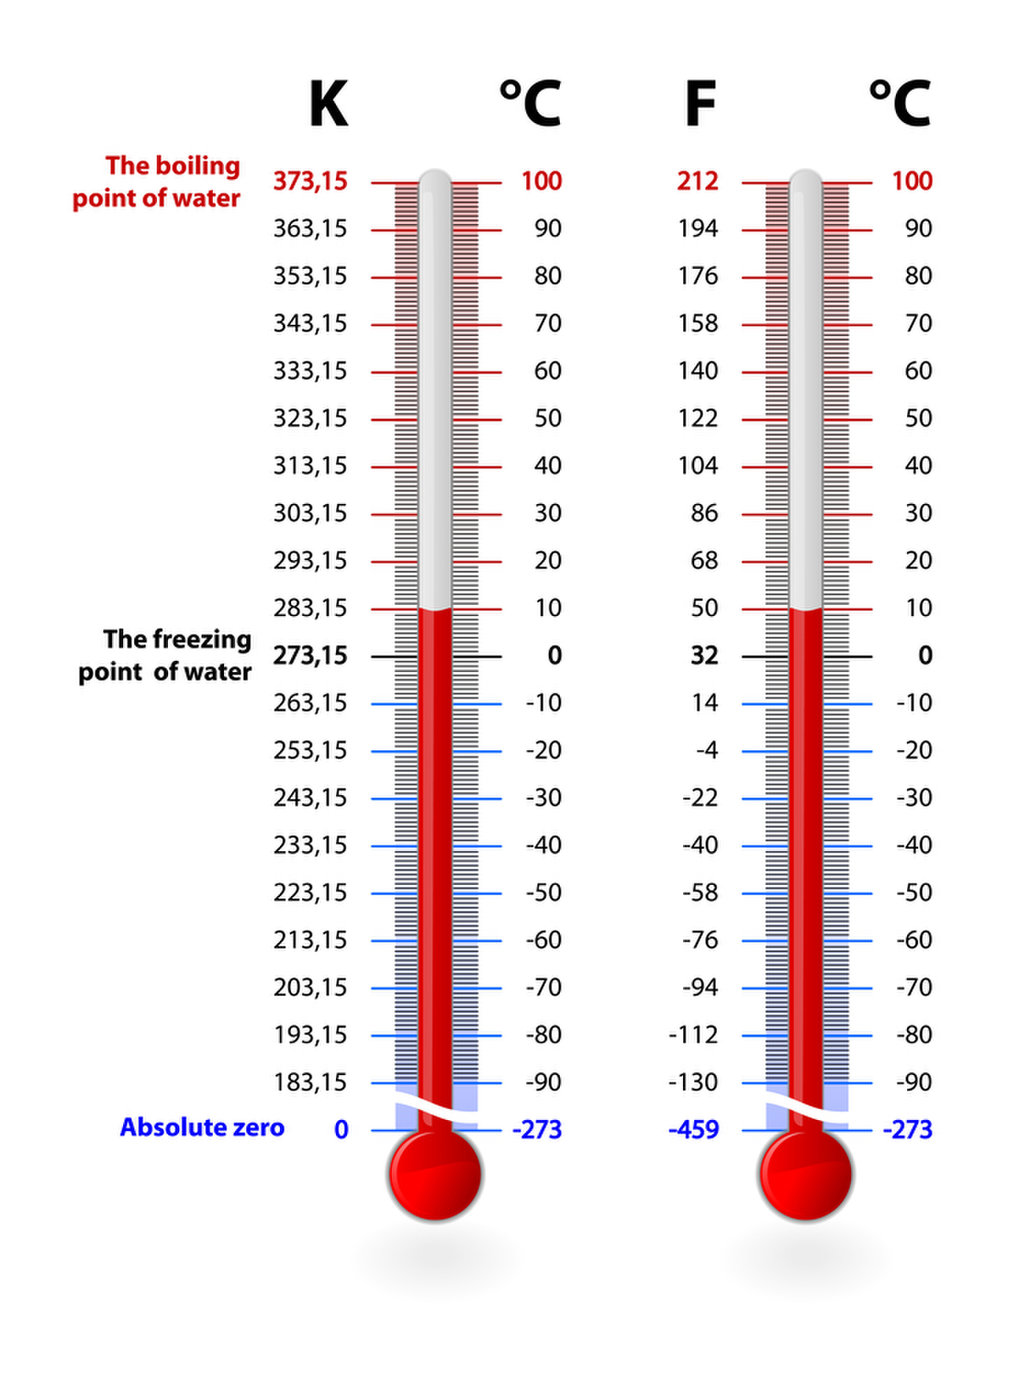 K °C F °C
The boiling
point of water
373,15 100 212 100
363,15 90 194 90
353,15 80 176 80
343,15 70 158 70
333,15 60 140 60
323,15 50 122 50
313,15 40 104 40
303,15 30 86 30
293,15 20 68 20
283,15 10 50 10
The freezing
point of water
273,15 0 32 0
263,15 -10 14 -10
253,15 -20 -4 -20
243,15 -30 -22 -30
233,15 -40 -40 -40
223,15 -50 -58 -50
213,15 -60 -76 -60
203,15 -70 -94 -70
193,15 -80 -112 -80
183,15 -90 -130 -90
Absolute zero 0 -273 -459 -273